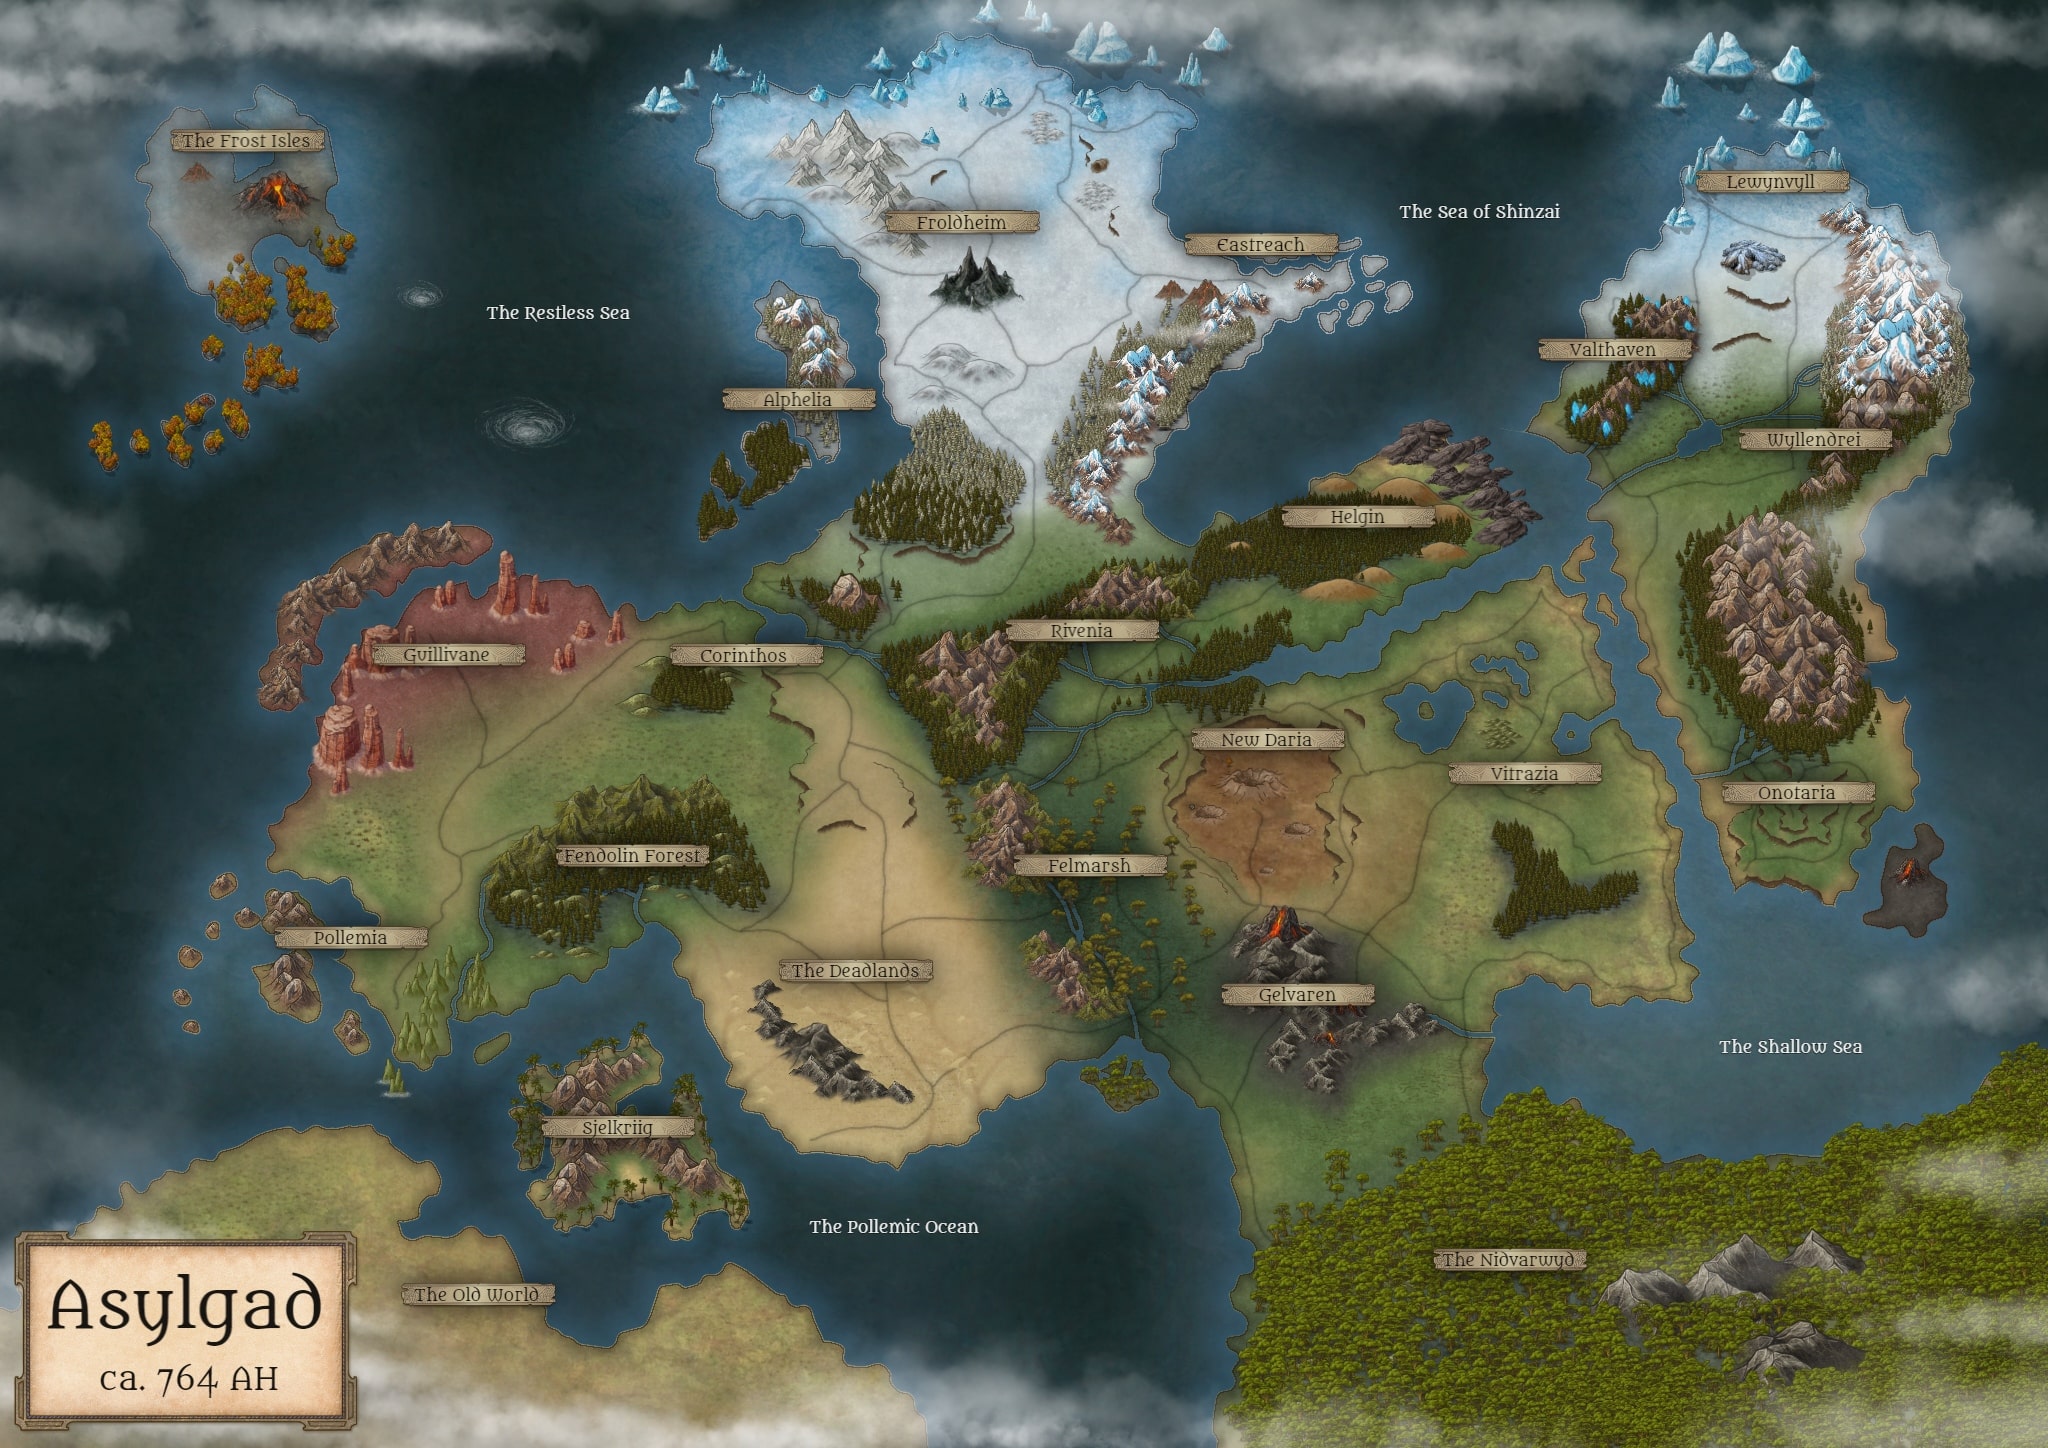 The Frost Isles
Lewynvyll
The Sea of Shinzai
Froldheim
Eastreach
The Restless Sea
Valthaven
Alphelia
Wyllendrei
Helgin
Rivenia
Guillivane
Corinthos
New Daria
Vitrazia
Onotaria
Fendolin Forest
Felmarsh
Pollemia
The Deadlands
Gelvaren
The Shallow Sea
Sjelkriig
The Pollemic Ocean
The Nidvarwyd
The Old World
Asylgad
ca. 764 AH